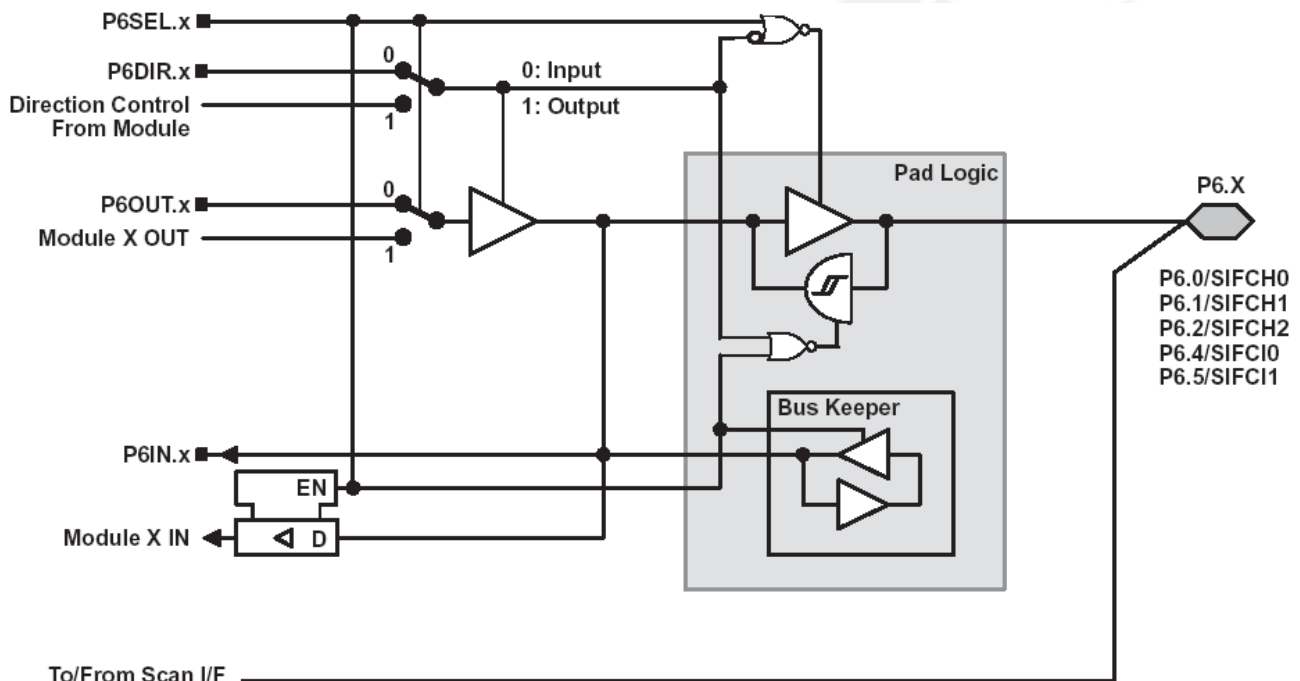 P6SEL.x
P6DIR.x
0
0: Input
Direction Control
From Module
1
1: Output
Pad Logic
P6.X
P6OUT.x
0
Module X OUT
1
P6.0/SIFCH0
P6.1/SIFCH1
P6.2/SIFCH2
P6.4/SIFCI0
P6.5/SIFCI1
Bus Keeper
P6IN.x
EN
Module X IN
D
To/From Scan I/F